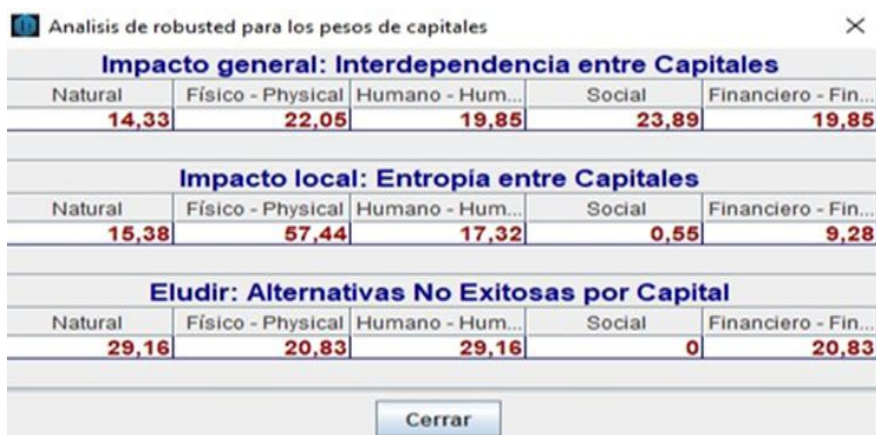 Analisis de robusted para los pesos de capitales
Impacto general: Interdependencia entre Capitales
Natural Físico - Physical Humano - Hum... Social Financiero - Fin...
14,33 22,05 19,85 23,89 19,85
Impacto local: Entropía entre Capitales
Natural Físico - Physical Humano - Hum... Social Financiero - Fin...
15,38 57,44 17,32 0,55 9,28
Eludir: Alternativas No Exitosas por Capital
Natural Físico - Physical Humano - Hum... Social Financiero - Fin...
29,16 20,83 29,16 0 20,83
Cerrar